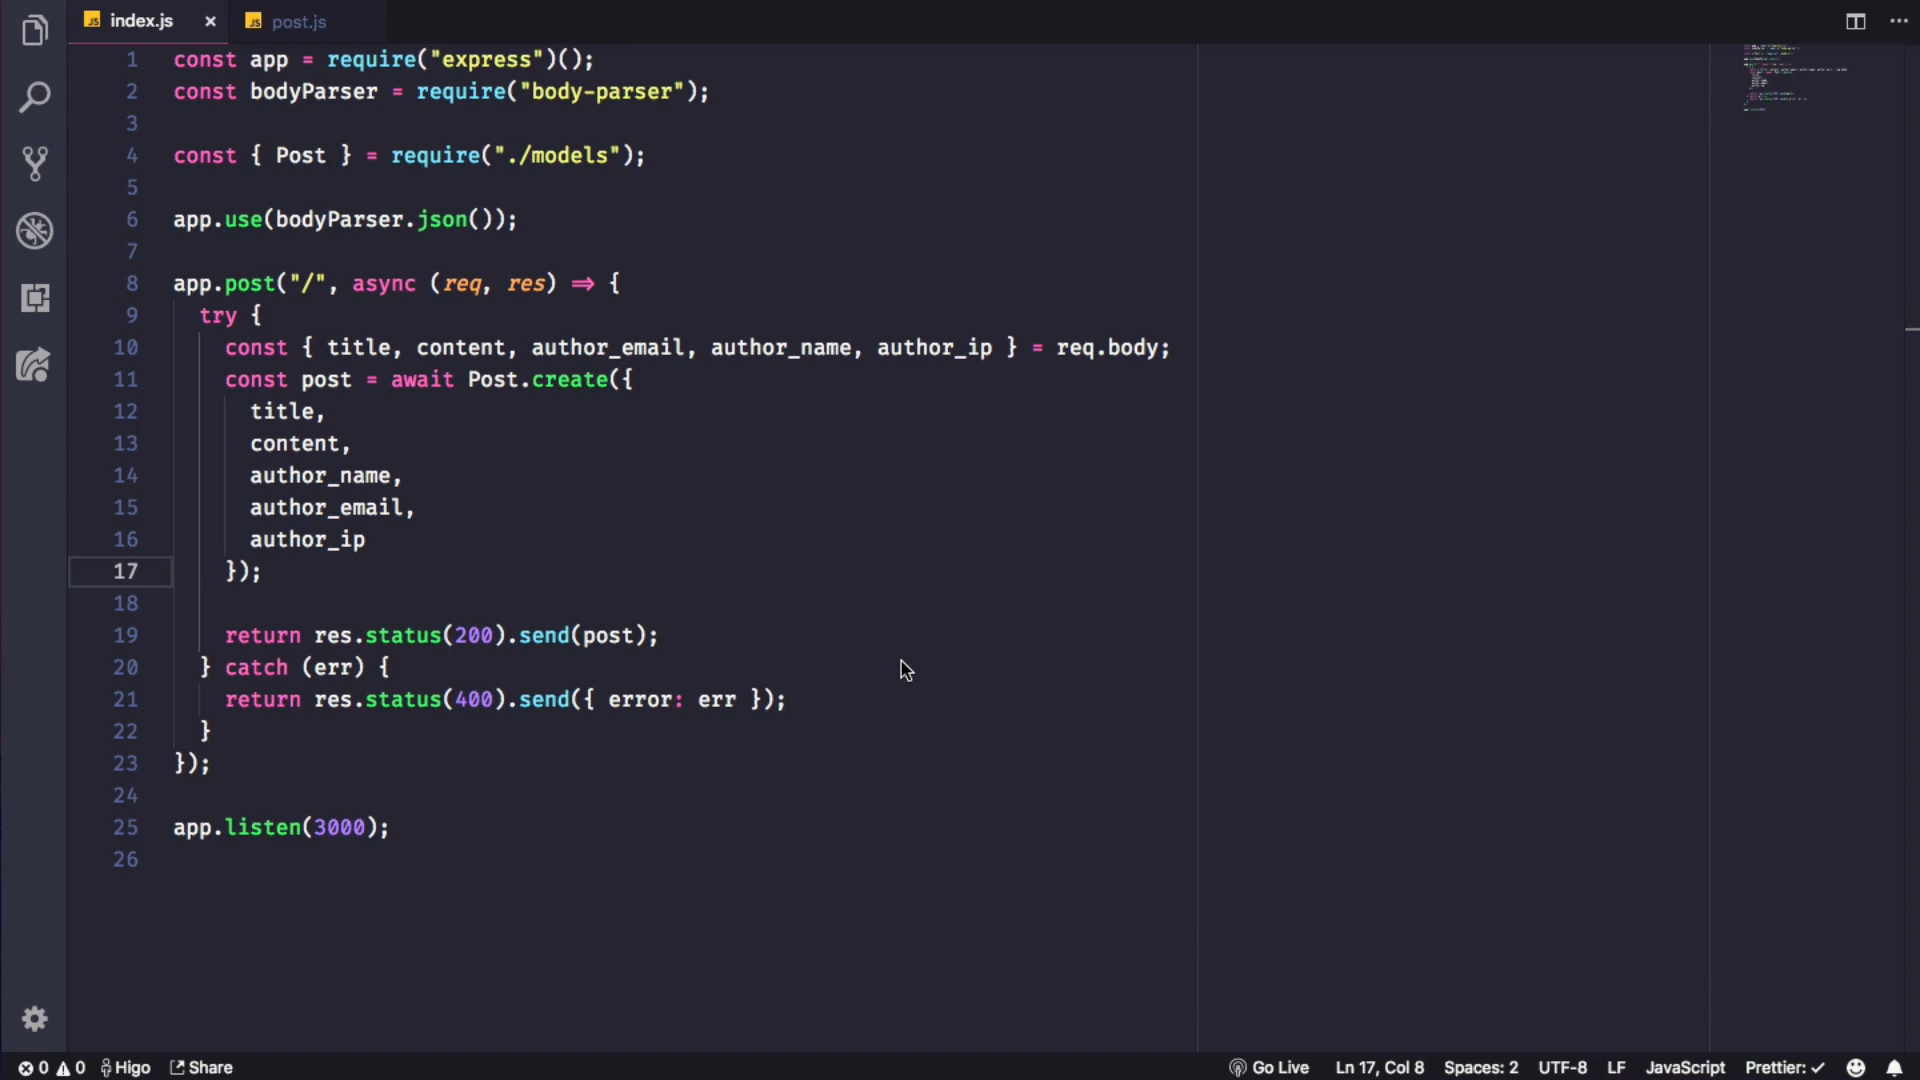 index.js
post.js
1 const app = require("express")();
2 const bodyParser = require("body-parser");
3
4 const { Post } = require("./models");
5
6 app.use(bodyParser.json());
7
8 app.post("/", async (req, res) => {
9 try {
10 const { title, content, author_email, author_name, author_ip } = req.body;
11 const post = await Post.create({
12 title,
13 content,
14 author_name,
15 author_email,
16 author_ip
17 });
18
19 return res.status(200).send(post);
20 } catch (err) {
21 return res.status(400).send({ error: err });
22 }
23 });
24
25 app.listen(3000);
26
0 0 Higo Share Go Live Ln 17, Col 8 Spaces: 2 UTF-8 LF JavaScript Prettier: ✓